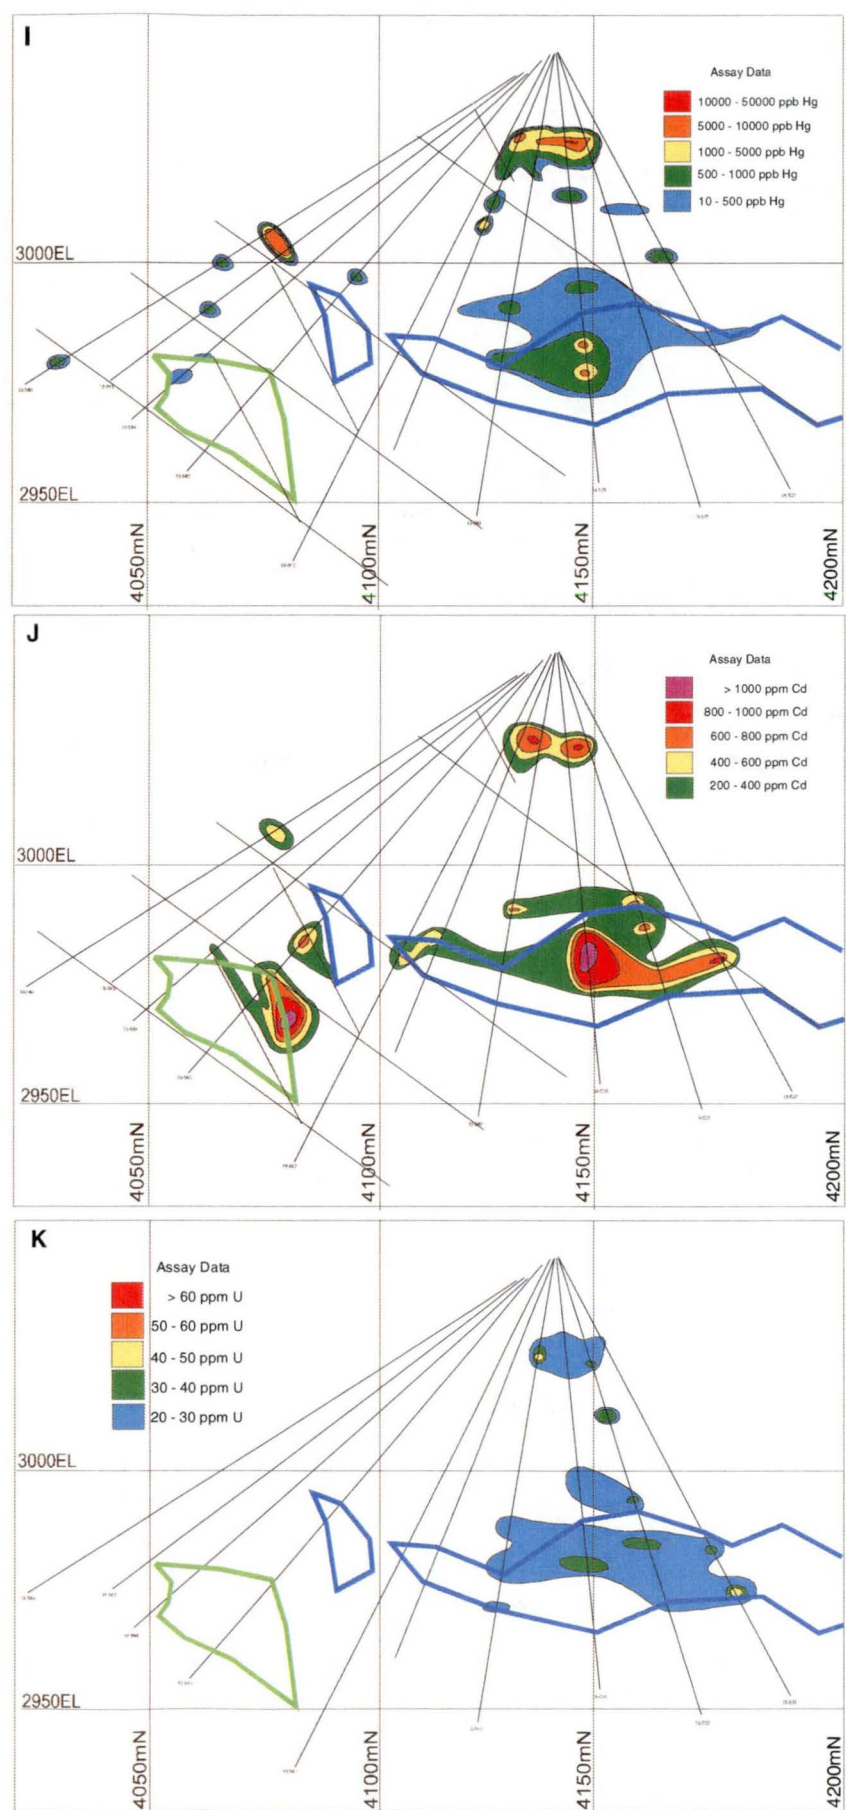 I
Assay Data
10000 - 50000 ppb Hg
5000 - 10000 ppb Hg
1000 - 5000 ppb Hg
500 - 1000 ppb Hg
10 - 500 ppb Hg
3000EL
2950EL
4050mN
4100mN
4150mN
4200mN
J
Assay Data
> 1000 ppm Cd
800 - 1000 ppm Cd
600 - 800 ppm Cd
400 - 600 ppm Cd
200 - 400 ppm Cd
3000EL
2950EL
4050mN
4100mN
4150mN
4200mN
K
Assay Data
> 60 ppm U
50 - 60 ppm U
40 - 50 ppm U
30 - 40 ppm U
20 - 30 ppm U
3000EL
2950EL
4050mN
4100mN
4150mN
4200mN